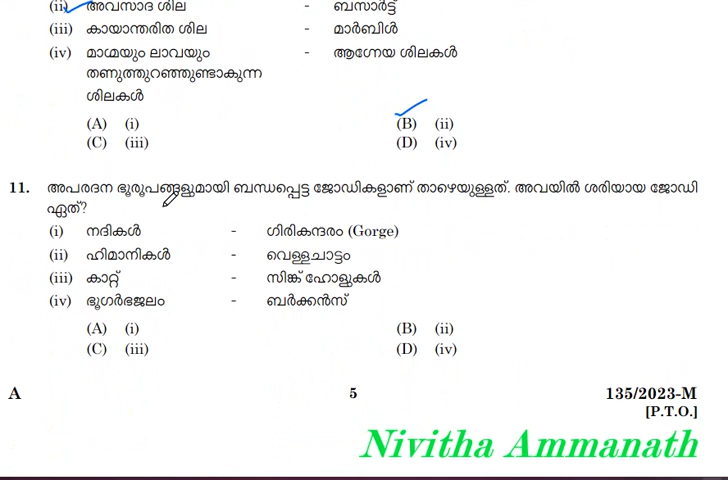 (ii) അവസാദ ശില - ബസാൾട്ട്
(iii) കായാന്തരിത ശില - മാർബിൾ
(iv) മാഗ്മയും ലാവയും - ആഗ്നേയ ശിലകൾ
തണുത്തുറഞ്ഞുണ്ടാകുന്ന
ശിലകൾ
(A) (i) (B) (ii)
(C) (iii) (D) (iv)
11. അപരദന ഭൂരൂപങ്ങളുമായി ബന്ധപ്പെട്ട ജോഡികളാണ് താഴെയുള്ളത്. അവയിൽ ശരിയായ ജോഡി
ഏത്?
(i) നദികൾ - ഗിരികന്ദരം (Gorge)
(ii) ഹിമാനികൾ - വെള്ളചാട്ടം
(iii) കാറ്റ് - സിങ്ക് ഹോളുകൾ
(iv) ഭൂഗർഭജലം - ബർക്കൻസ്
(A) (i) (B) (ii)
(C) (iii) (D) (iv)
A 5 135/2023-M
[P.T.O.]
Nivitha Ammanath